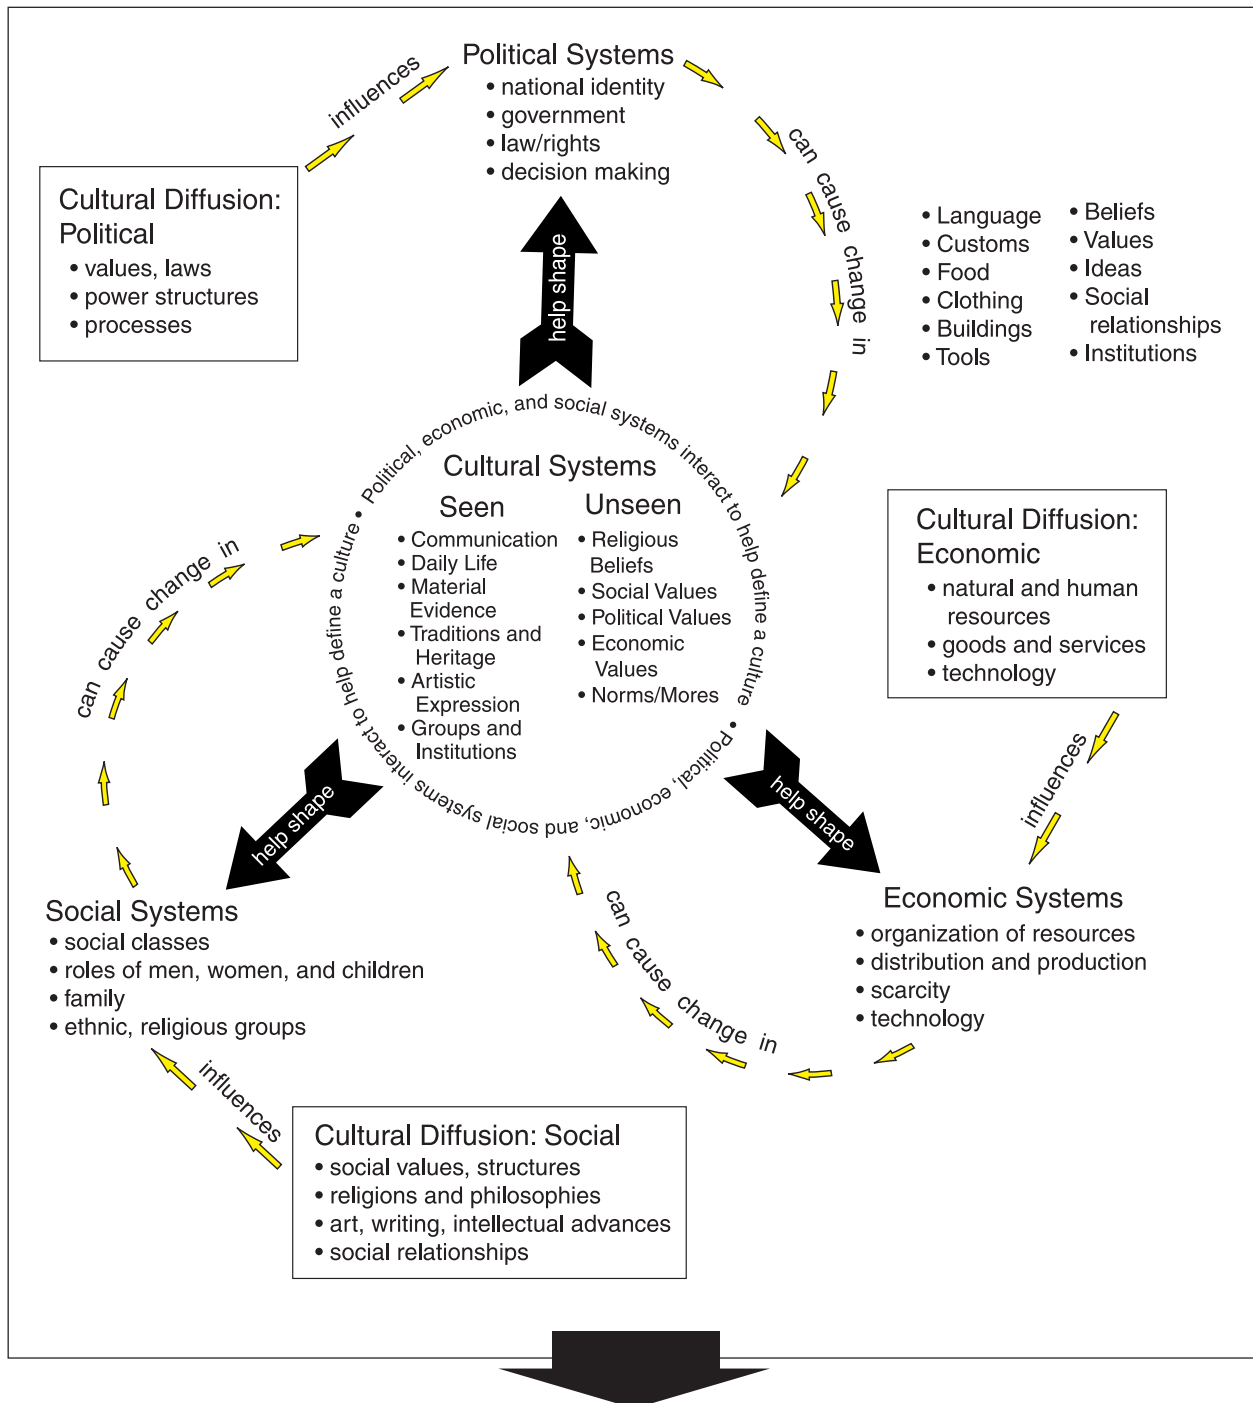 Political Systems
• national identity
• government
• law/rights
• decision making
influences
can cause change in
Cultural Diffusion:
Political
• values, laws
• power structures
• processes
help shape
• Language
• Customs
• Food
• Clothing
• Buildings
• Tools
• Beliefs
• Values
• Ideas
• Social
relationships
• Institutions
• Political, economic, and social systems interact to help define a culture
• Political, economic, and social systems interact to help define a culture
Cultural Systems
Seen
• Communication
• Daily Life
• Material
Evidence
• Traditions and
Heritage
• Artistic
Expression
• Groups and
Institutions
Unseen
• Religious
Beliefs
• Social Values
• Political Values
• Economic
Values
• Norms/Mores
Cultural Diffusion:
Economic
• natural and human
resources
• goods and services
• technology
can cause change in
help shape
help shape
influences
Social Systems
• social classes
• roles of men, women, and children
• family
• ethnic, religious groups
can cause change in
Economic Systems
• organization of resources
• distribution and production
• scarcity
• technology
influences
Cultural Diffusion: Social
• social values, structures
• religions and philosophies
• art, writing, intellectual advances
• social relationships